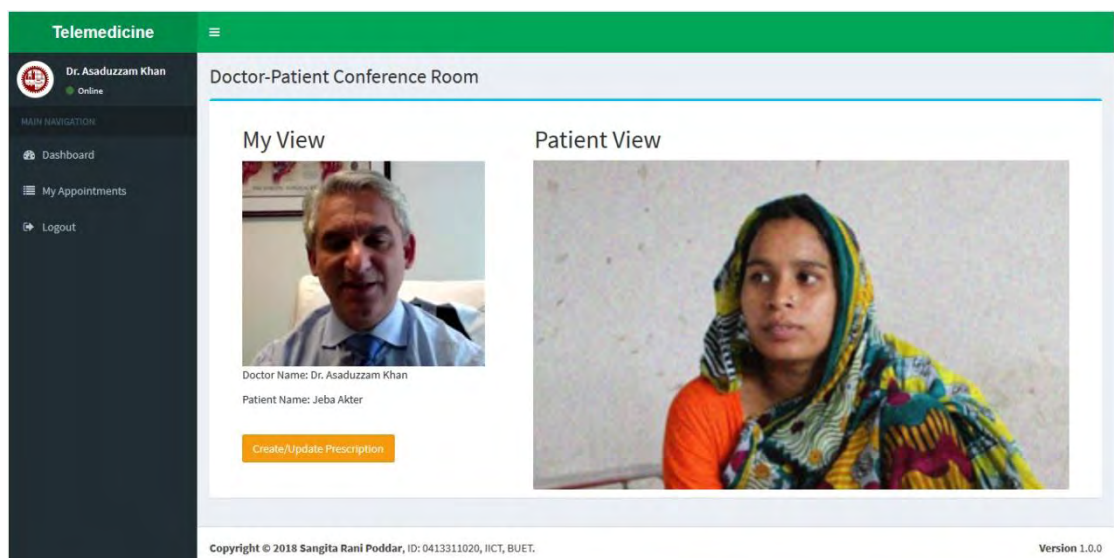 Telemedicine
Dr. Asaduzzam Khan
Online
MAIN NAVIGATION
Dashboard
My Appointments
Logout
Doctor-Patient Conference Room
My View
Patient View
Doctor Name: Dr. Asaduzzam Khan
Patient Name: Jeba Akter
Create/Update Prescription
Copyright © 2018 Sangita Rani Poddar, ID: 0413311020, IICT, BUET.
Version 1.0.0